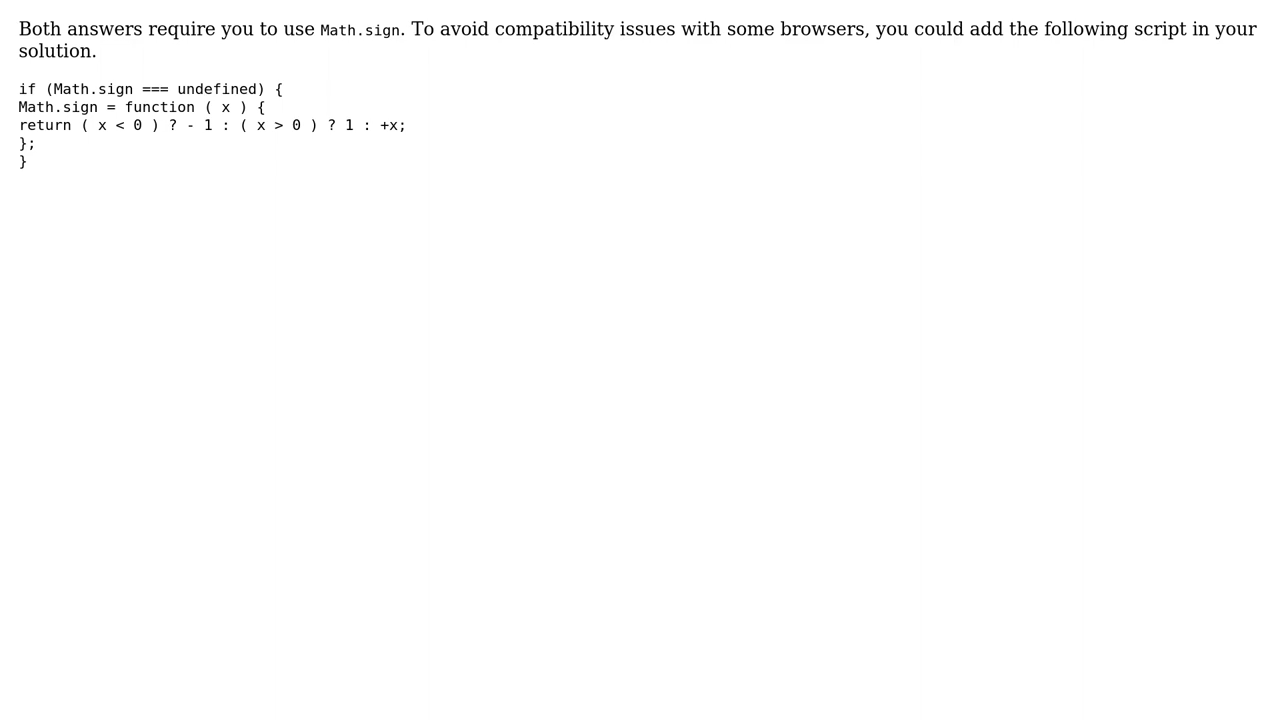 Both answers require you to use Math.sign. To avoid compatibility issues with some browsers, you could add the following script in your
solution.
if (Math.sign === undefined) {
Math.sign = function ( x ) {
return ( x < 0 ) ? - 1 : ( x > 0 ) ? 1 : +x;
};
}